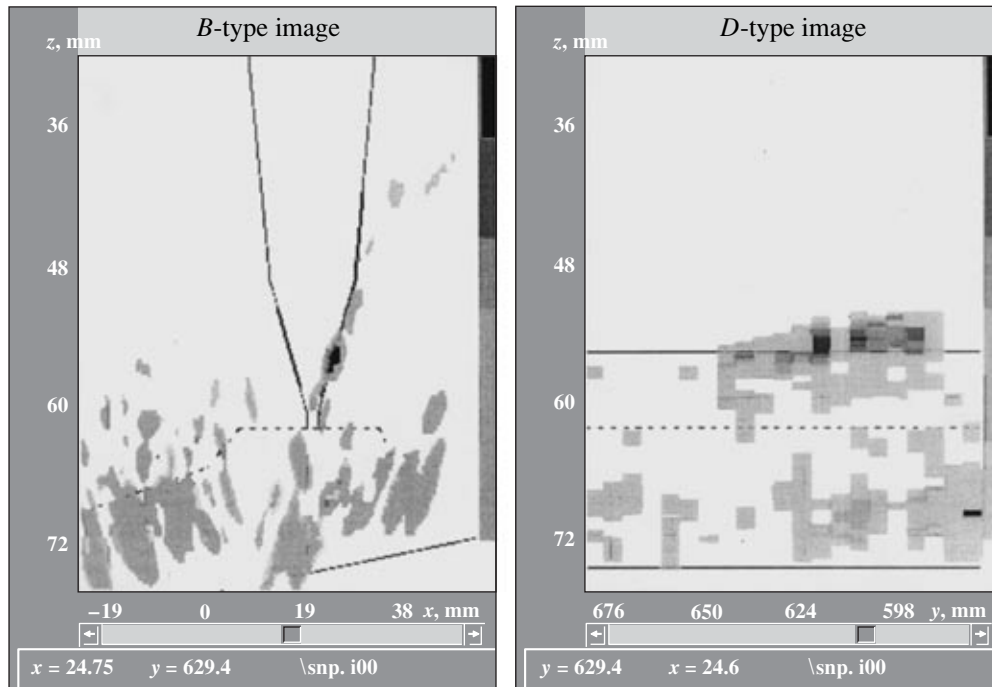 B-type image
z, mm
36
48
60
72
−19 0 19 38 x, mm
x = 24.75 y = 629.4 \snp. i00
D-type image
z, mm
36
48
60
72
676 650 624 598 y, mm
y = 629.4 x = 24.6 \snp. i00